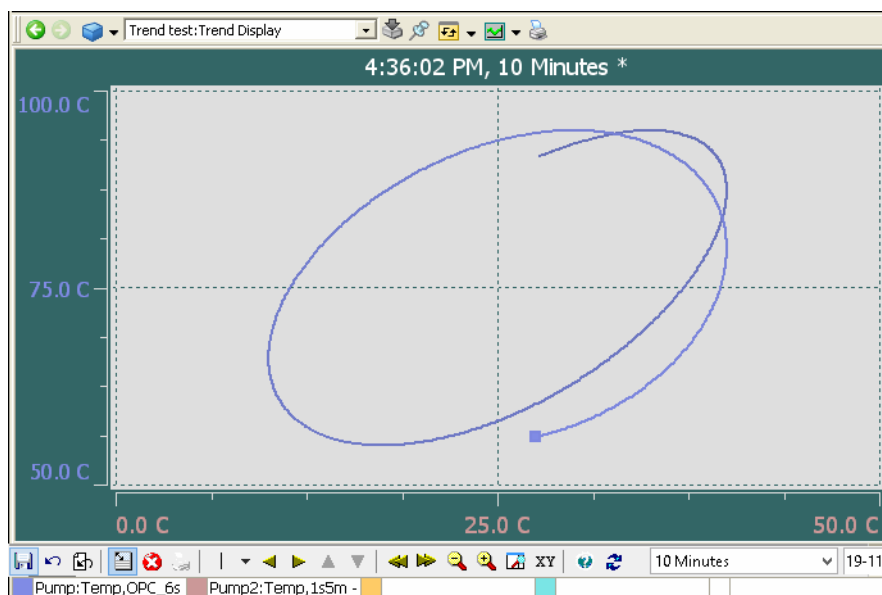 Trend test:Trend Display
4:36:02 PM, 10 Minutes *
100.0 C
75.0 C
50.0 C
0.0 C 25.0 C 50.0 C
XY 10 Minutes 19-11
Pump:Temp,OPC_6s Pump2:Temp,1s5m -